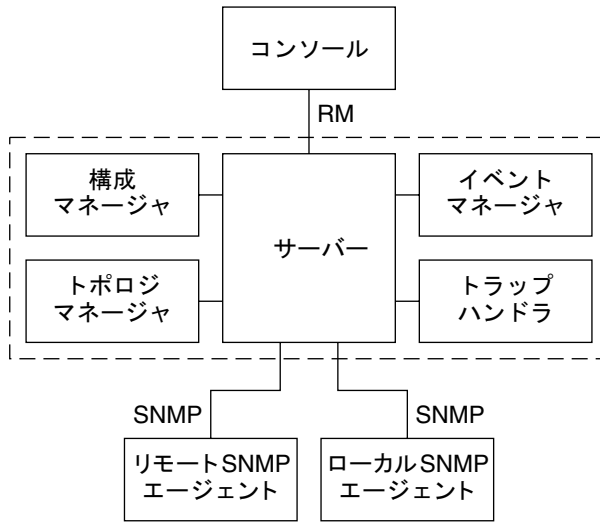 コンソール
RM
構成
マネージャ
イベント
マネージャ
サーバー
トポロジ
マネージャ
トラップ
ハンドラ
SNMP
SNMP
リモートSNMP
エージェント
ローカルSNMP
エージェント